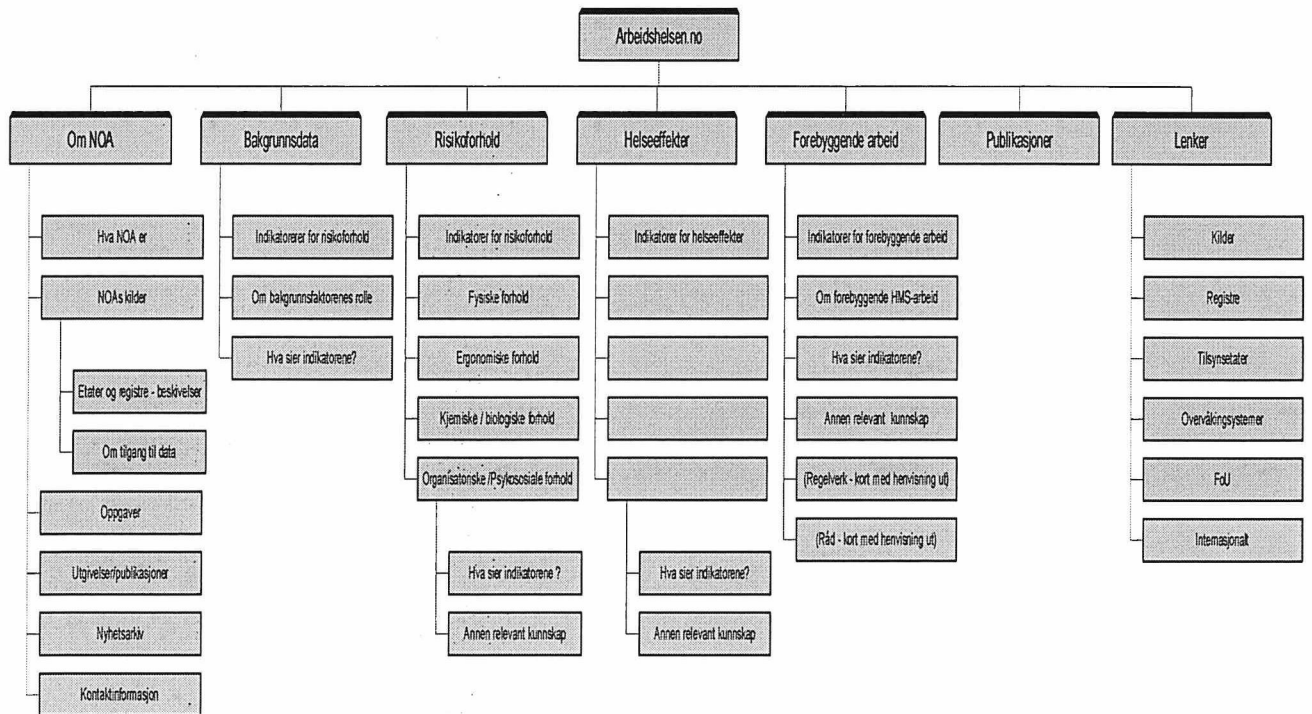 Arbeidshelsen.no
Om NOA
Bakgrunnsdata
Risikoforhold
Helseeffekter
Forebyggende arbeid
Publikasjoner
Lenker
Hva NOA er
NOAs kilder
Etater og registre - beskivelser
Om tilgang til data
Oppgaver
Utgivelser/publikasjoner
Nyhetsarkiv
Kontaktinformasjon
Indikatorerer for risikoforhold
Om bakgrunnsfaktorenes rolle
Hva sier indikatorene?
Indikatorer for risikoforhold
Fysiske forhold
Ergonomiske forhold
Kjemiske / biologiske forhold
Organisatoriske /Psykososiale forhold
Hva sier indikatorene ?
Annen relevant kunnskap
Indikatorer for helseeffekter
Hva sier indikatorene?
Annen relevant kunnskap
Indikatorer for forebyggende arbeid
Om forebyggende HMS-arbeid
Hva sier indikatorene?
Annen relevant kunnskap
(Regelverk - kort med henvisning ut)
(Råd - kort med henvisning ut)
Kilder
Registre
Tilsynsetater
Overvåkingsystemer
FoU
Internasjonalt